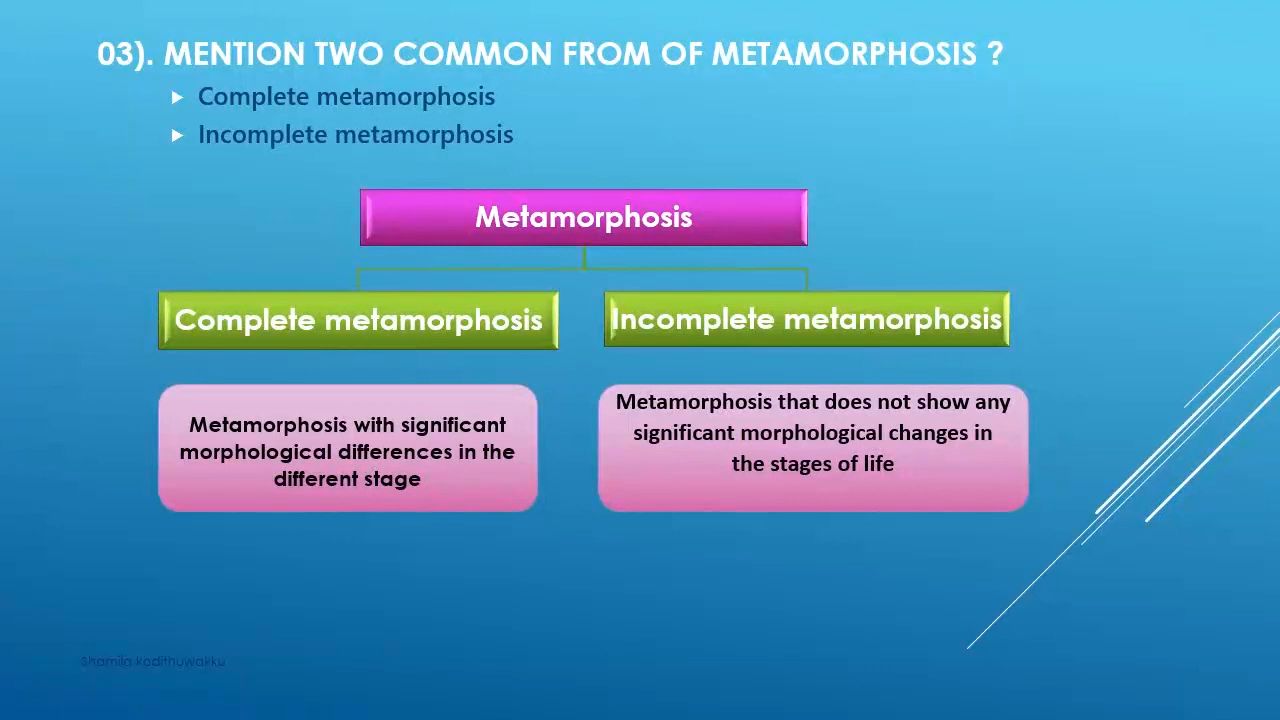 03). MENTION TWO COMMON FROM OF METAMORPHOSIS ?
Complete metamorphosis
Incomplete metamorphosis
Metamorphosis
Complete metamorphosis
Incomplete metamorphosis
Metamorphosis with significant
morphological differences in the
different stage
Metamorphosis that does not show any
significant morphological changes in
the stages of life
Shamila kodithuwakku